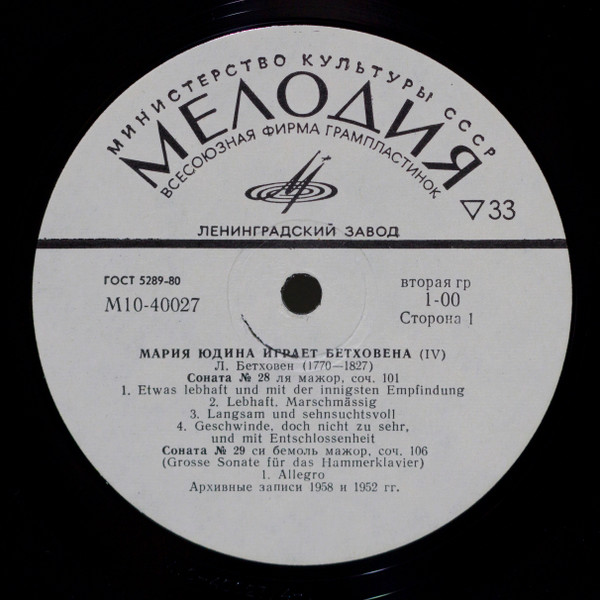 МИНИСТЕРСТВО КУЛЬТУРЫ СССР
МЕЛОДИЯ
ВСЕСОЮЗНАЯ ФИРМА ГРАМПЛАСТИНОК
▽33
ЛЕНИНГРАДСКИЙ ЗАВОД
ГОСТ 5289-80
М10-40027
вторая гр
1-00
Сторона 1
МАРИЯ ЮДИНА ИГРАЕТ БЕТХОВЕНА (IV)
Л. Бетховен (1770—1827)
Соната № 28 ля мажор, соч. 101
1. Etwas lebhaft und mit der innigsten Empfindung
2. Lebhaft. Marschmässig
3. Langsam und sehnsuchtsvoll
4. Geschwinde, doch nicht zu sehr,
und mit Entschlossenheit
Соната № 29 си бемоль мажор, соч. 106
(Grosse Sonate für das Hammerklavier)
1. Allegro
Архивные записи 1958 и 1952 гг.